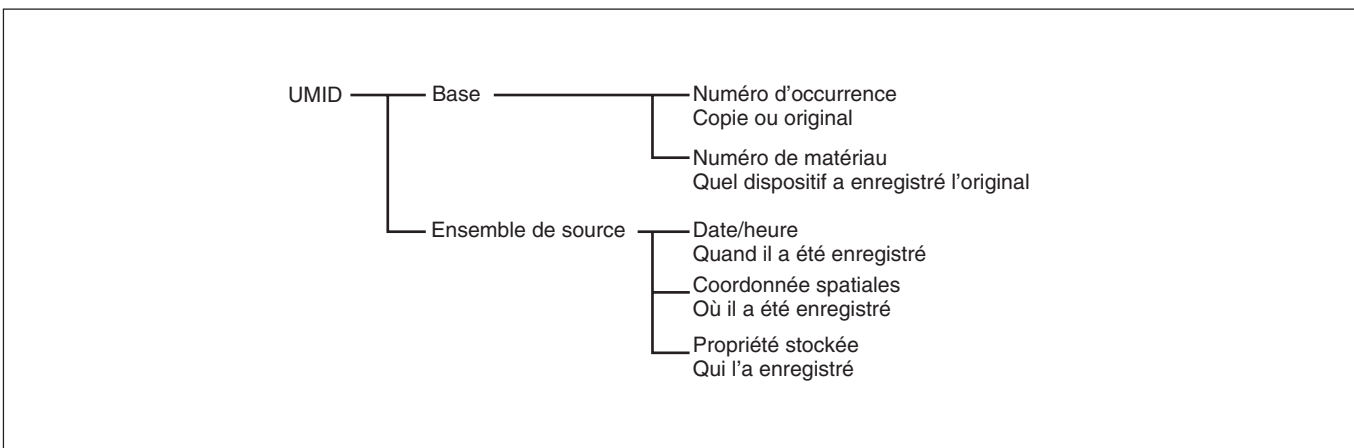 UMID
Base
Numéro d'occurrence
Copie ou original
Numéro de matériau
Quel dispositif a enregistré l'original
Ensemble de source
Date/heure
Quand il a été enregistré
Coordonnée spatiales
Où il a été enregistré
Propriété stockée
Qui l'a enregistré